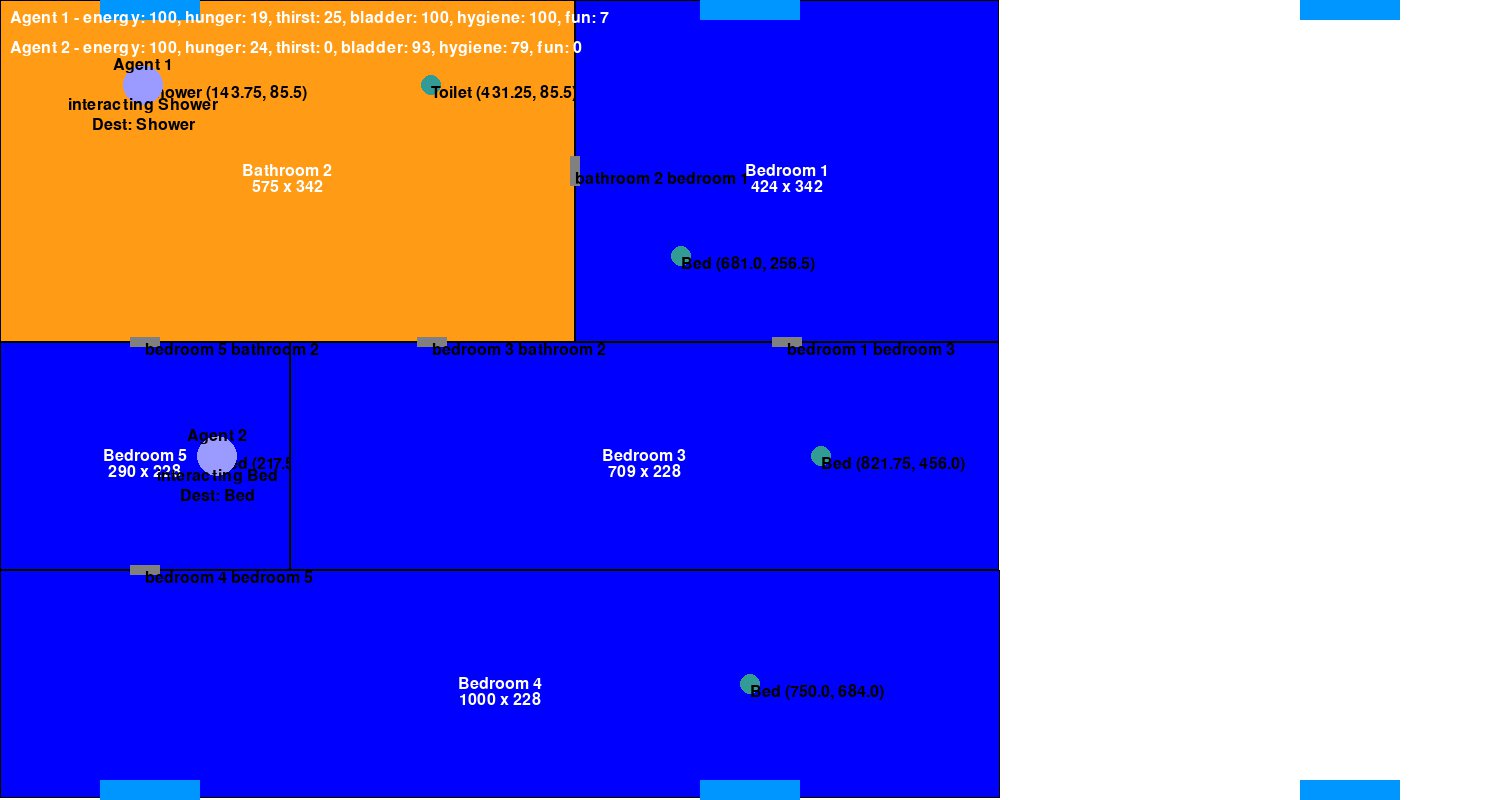 Agent 1 - energy: 100, hunger: 19, thirst: 25, bladder: 100, hygiene: 100, fun: 7
Agent 2 - energy: 100, hunger: 24, thirst: 0, bladder: 93, hygiene: 79, fun: 0
Agent 1
(143.75, 85.5)
Toilet (431.25, 85.5)
interacting Shower
Dest: Shower
Bathroom 2
575 x 342
bathroom 2 bedroom 1
Bedroom 1
424 x 342
Bed (681.0, 256.5)
bedroom 5 bathroom 2
bedroom 3 bathroom 2
bedroom 1 bedroom 3
Agent 2
Bedroom 5
290 x 228
interacting Bed
Dest: Bed
Bedroom 3
709 x 228
Bed (821.75, 456.0)
bedroom 4 bedroom 5
Bedroom 4
1000 x 228
Bed (750.0, 684.0)